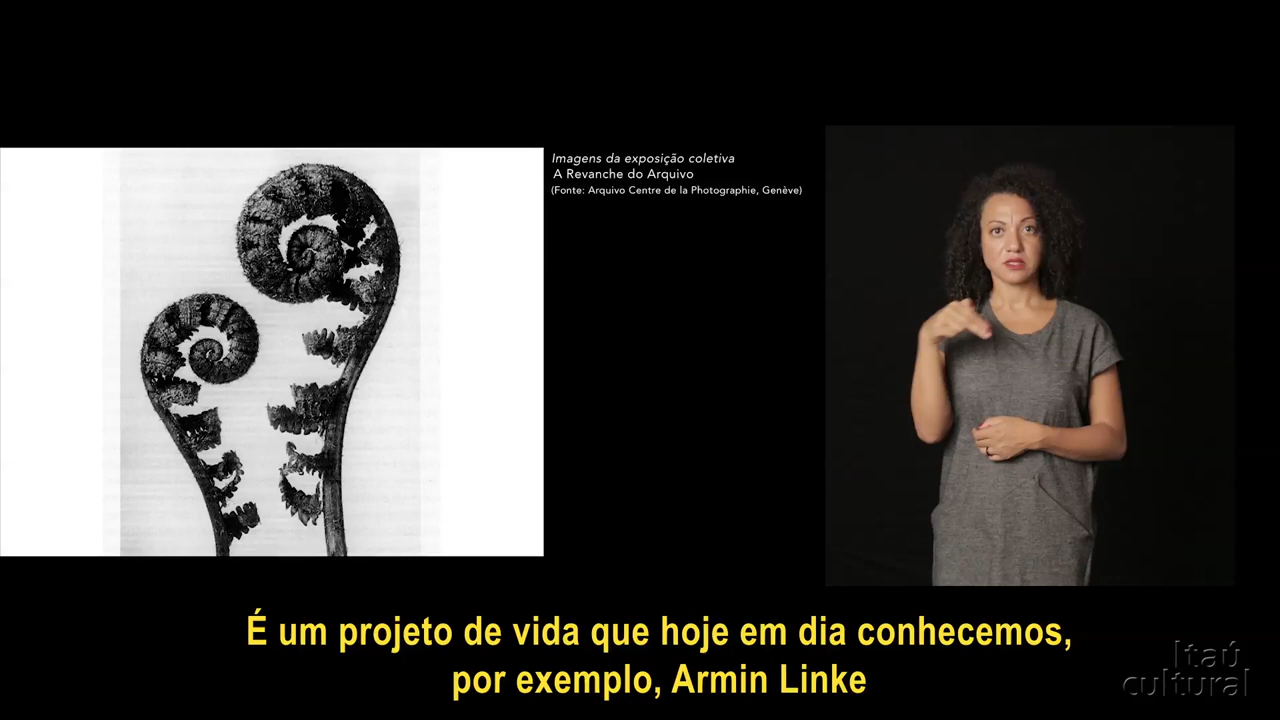 Imagens da exposição coletiva
A Revanche do Arquivo
(Fonte: Arquivo Centre de la Photographie, Genève)
É um projeto de vida que hoje em dia conhecemos,
por exemplo, Armin Linke
Itaú
cultural